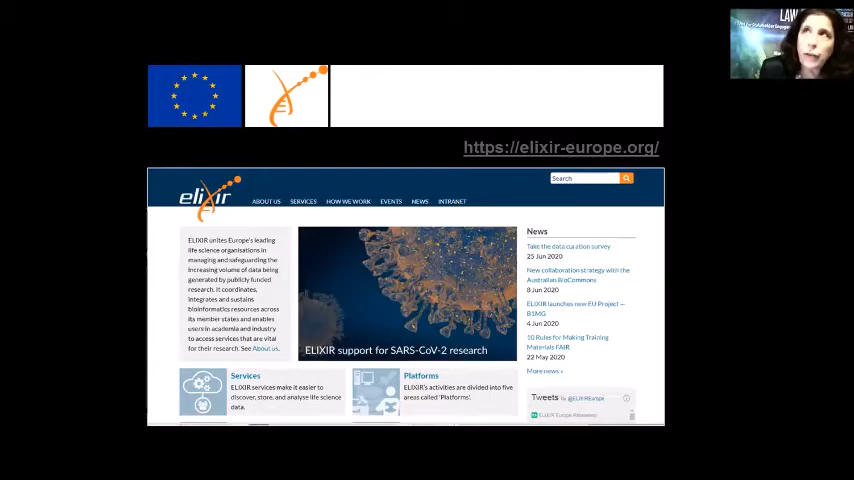 LAW
https://elixir-europe.org/
elixir
Search
ABOUT US SERVICES HOW WE WORK EVENTS NEWS INTRANET
ELIXIR unites Europe's leading
life science organisations in
managing and safeguarding the
increasing volume of data being
generated by publicly funded
research. It coordinates,
integrates and sustains
bioinformatics resources across
its member states and enables
users in academia and industry
to access services that are vital
for their research. See About us.
ELIXIR support for SARS-CoV-2 research
News
Take the data curation survey
25 Jun 2020
New collaboration strategy with the
Australian BioCommons
8 Jun 2020
ELIXIR launches new EU Project –
B1MG
4 Jun 2020
10 Rules for Making Training
Materials FAIR
22 May 2020
More news »
Services
ELIXIR services make it easier to
discover, store, and analyse life science
data.
Platforms
ELIXIR's activities are divided into five
areas called 'Platforms'.
Tweets by @ELIXIREurope
ELIXIR Europe Retweeted